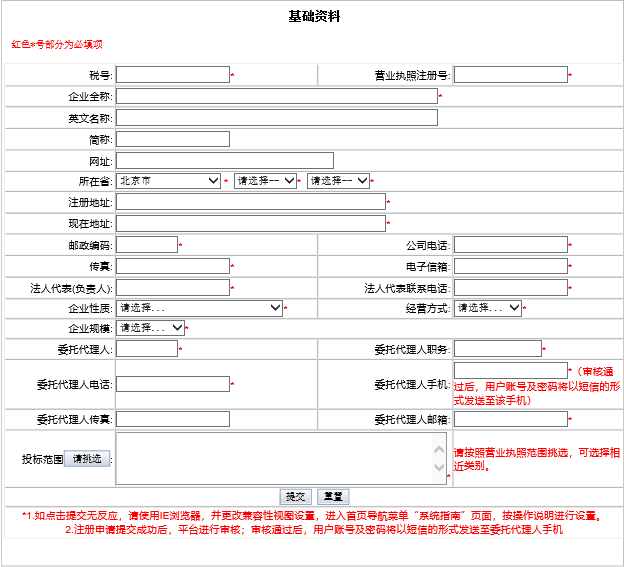 基础资料
红色*号部分为必填项
税号: * 营业执照注册号: *
企业全称: *
英文名称:
简称:
网址:
所在省: 北京市 * 请选择-- * 请选择-- *
注册地址: *
现在地址: *
邮政编码: * 公司电话: *
传真: * 电子信箱: *
法人代表(负责人): * 法人代表联系电话: *
企业性质: 请选择... * 经营方式: 请选择... *
企业规模: 请选择... *
委托代理人: * 委托代理人职务: *
委托代理人电话: * 委托代理人手机: *（审核通
过后，用户账号及密码将以短信的形
式发送至该手机）
委托代理人传真: 委托代理人邮箱: *
投标范围 请挑选 : * 请按照营业执照范围挑选，可选择相
近类别。
提交 重置
*1.如点击提交无反应，请使用IE浏览器，并更改兼容性视图设置，进入首页导航菜单“系统指南”页面，按操作说明进行设置。
2.注册申请提交成功后，平台进行审核；审核通过后，用户账号及密码将以短信的形式发送至委托代理人手机